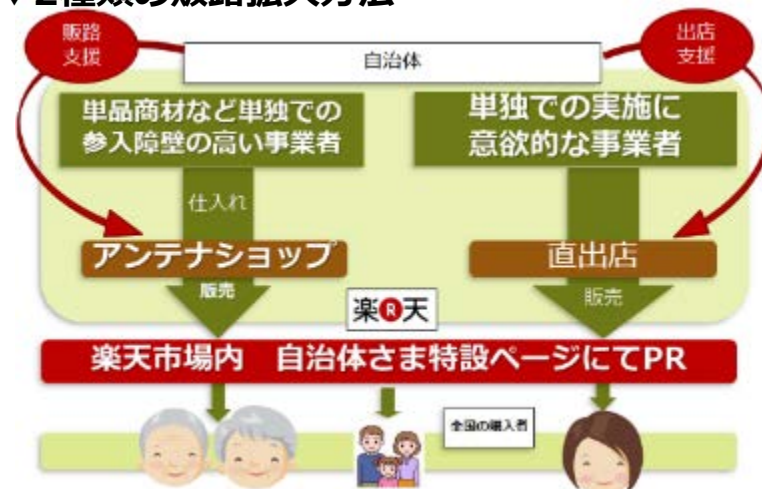 ▼2種類の販路拡大方法
販路
支援
自治体
出店
支援
単品商材など単独での
参入障壁の高い事業者
単独での実施に
意欲的な事業者
仕入れ
アンテナショップ
直出店
販売
販売
楽R天
楽天市場内　自治体さま特設ページにてPR
全国の購入者